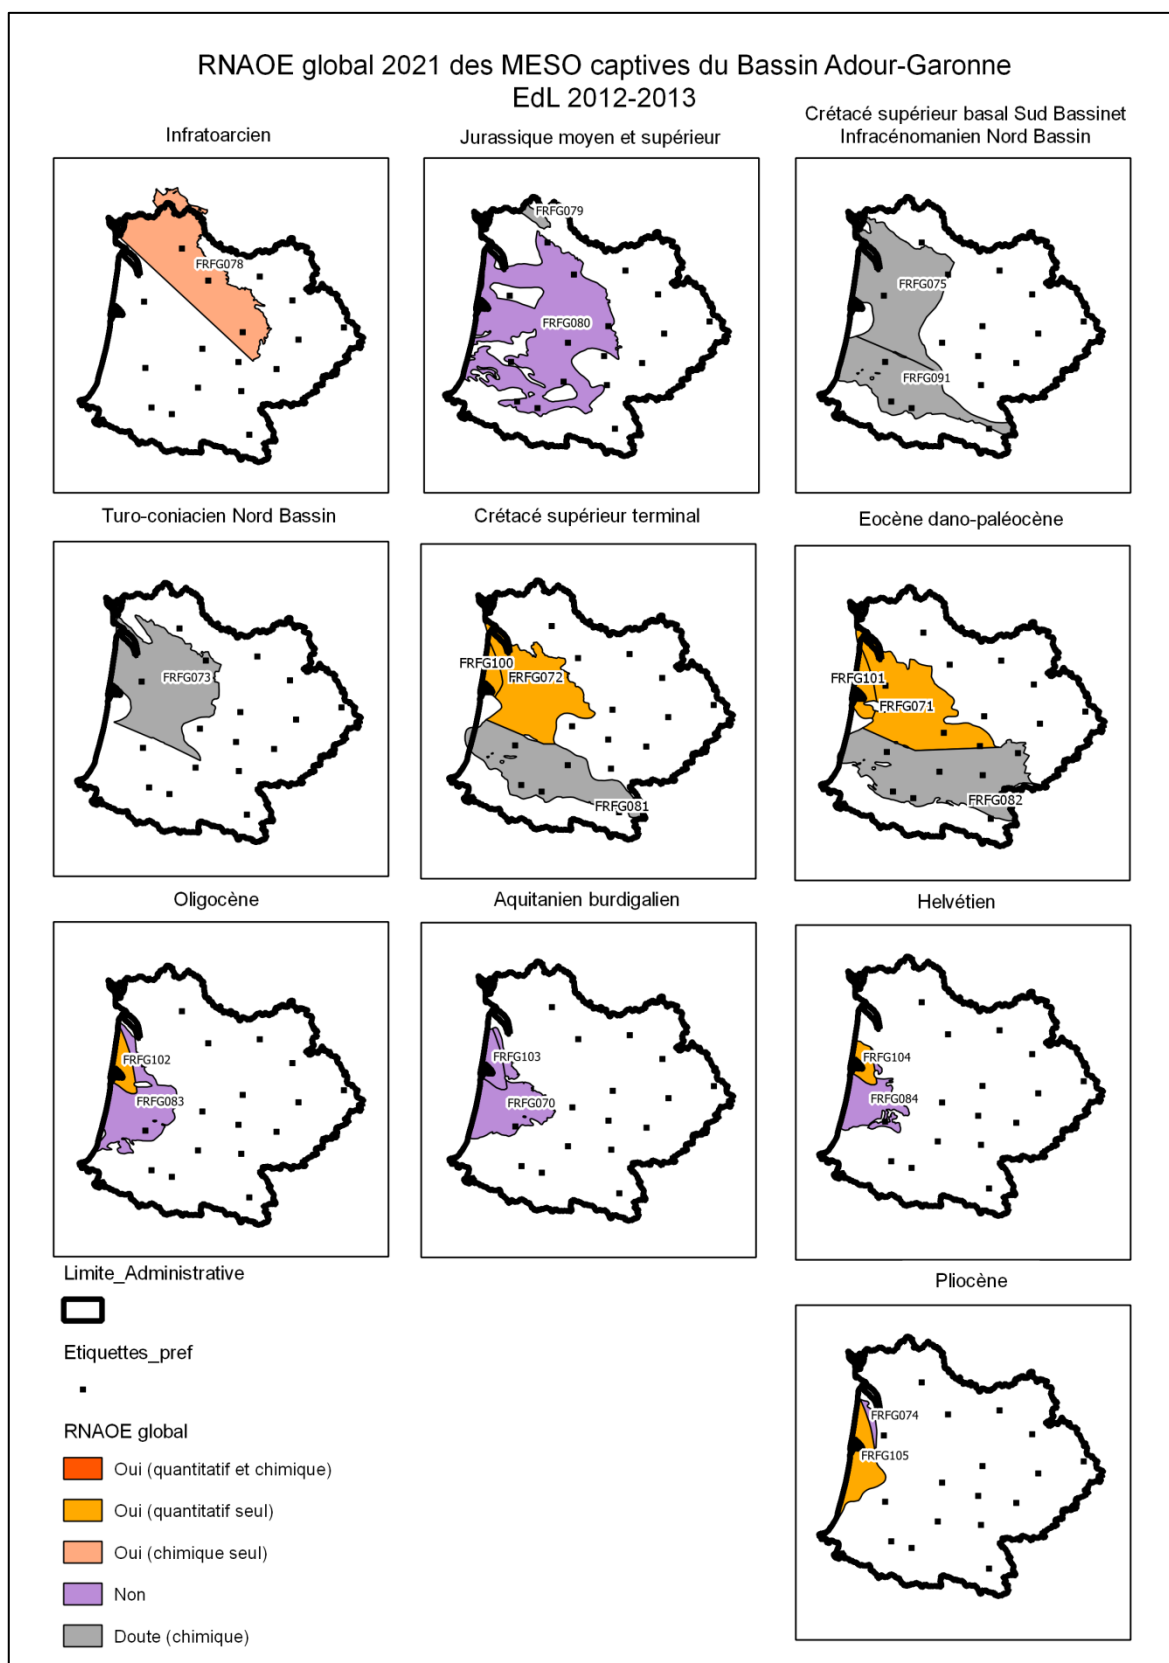 RNAOE global 2021 des MESO captives du Bassin Adour-Garonne
EdL 2012-2013
Infratoarcien
Jurassique moyen et supérieur
Crétacé supérieur basal Sud Bassinet
Infracénomanien Nord Bassin
FRFG078
FRFG079
FRFG080
FRFG075
FRFG091
Turo-coniacien Nord Bassin
Crétacé supérieur terminal
Eocène dano-paléocène
FRFG073
FRFG100
FRFG072
FRFG081
FRFG101
FRFG071
FRFG082
Oligocène
Aquitanien burdigalien
Helvétien
FRFG102
FRFG083
FRFG103
FRFG070
FRFG104
FRFG084
Pliocène
FRFG074
FRFG105
Limite_Administrative
Etiquettes_pref
RNAOE global
Oui (quantitatif et chimique)
Oui (quantitatif seul)
Oui (chimique seul)
Non
Doute (chimique)